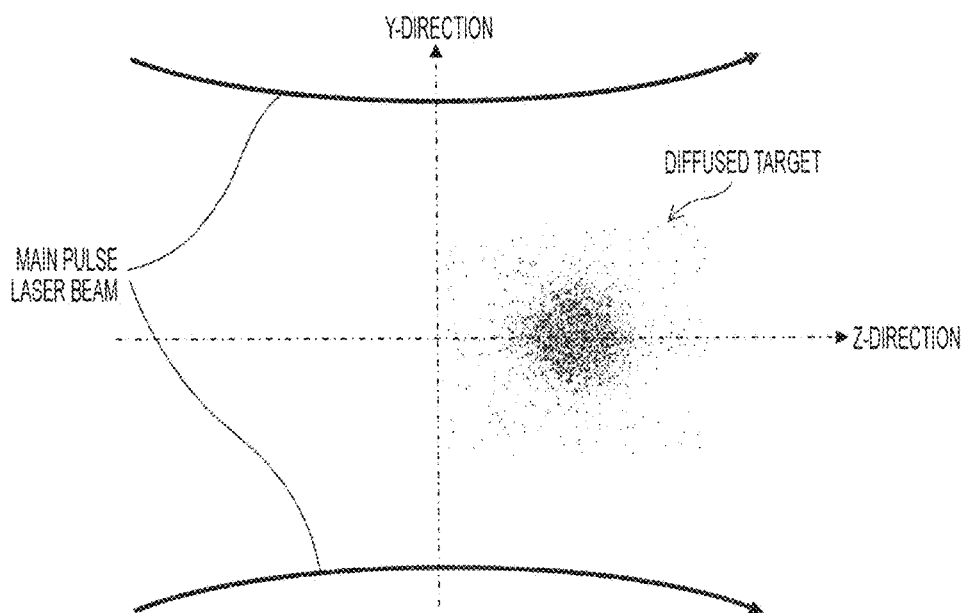 Y-DIRECTION
DIFFUSED TARGET
MAIN PULSE
LASER BEAM
Z-DIRECTION